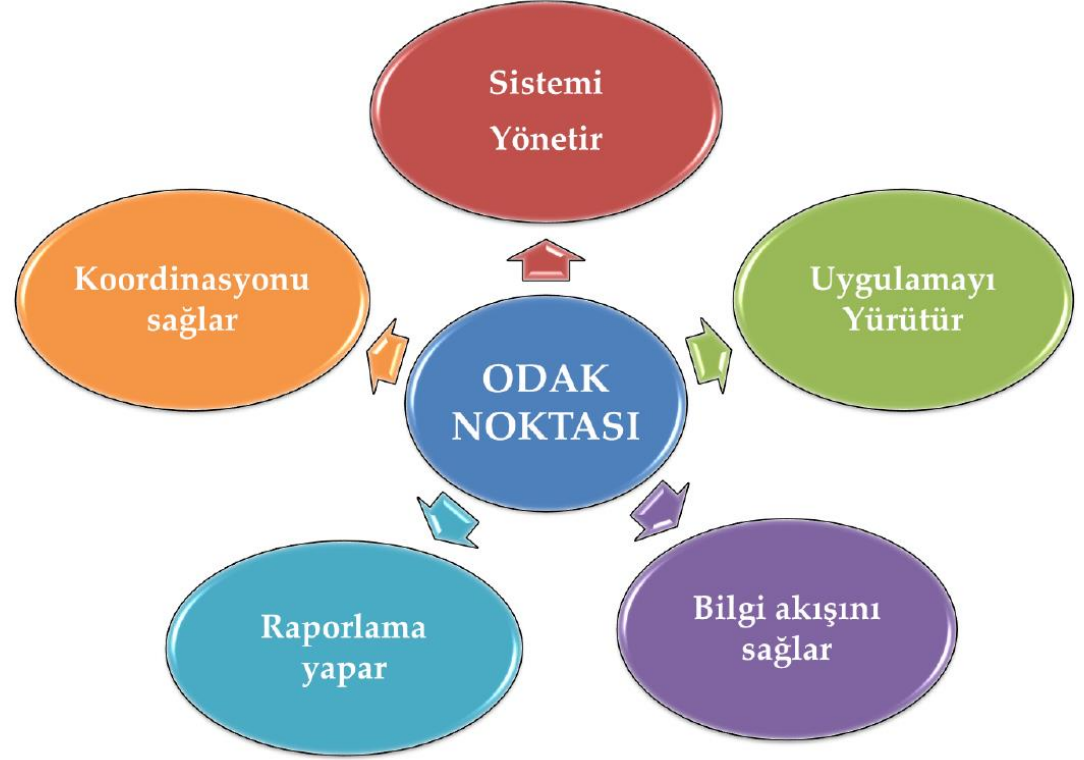 Sistemi
Yönetir
Koordinasyonu
sağlar
Uygulamayı
Yürütür
ODAK
NOKTASI
Raporlama
yapar
Bilgi akışını
sağlar